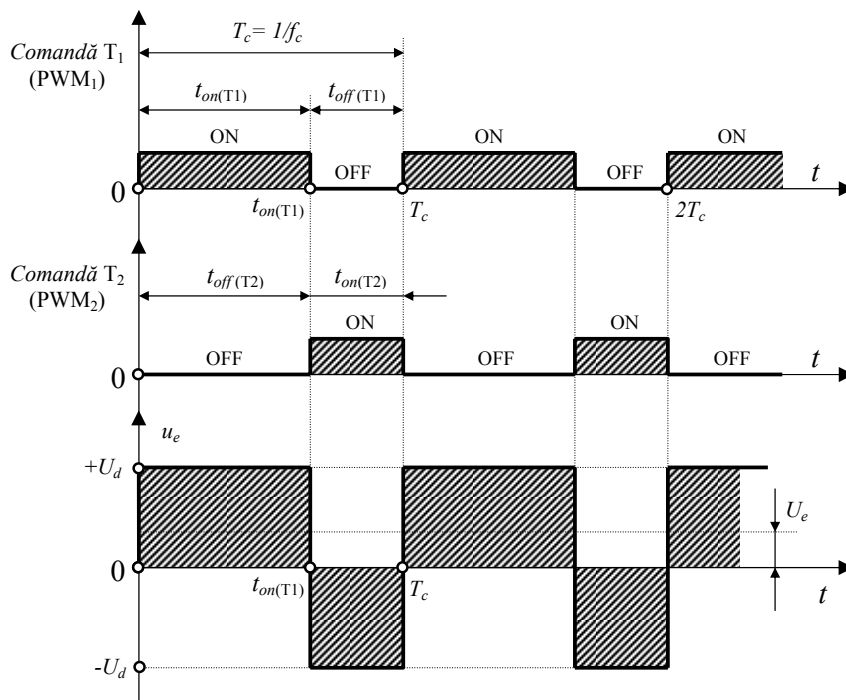 Comandă T1
(PWM1)
Tc= 1/fc
ton(T1) toff(T1)
ON ON ON
OFF OFF
0 t
ton(T1) Tc 2Tc
Comandă T2
(PWM2)
toff(T2) ton(T2)
ON ON
OFF OFF OFF t
0
ue
+Ud
Ue
0
ton(T1) Tc t
-Ud